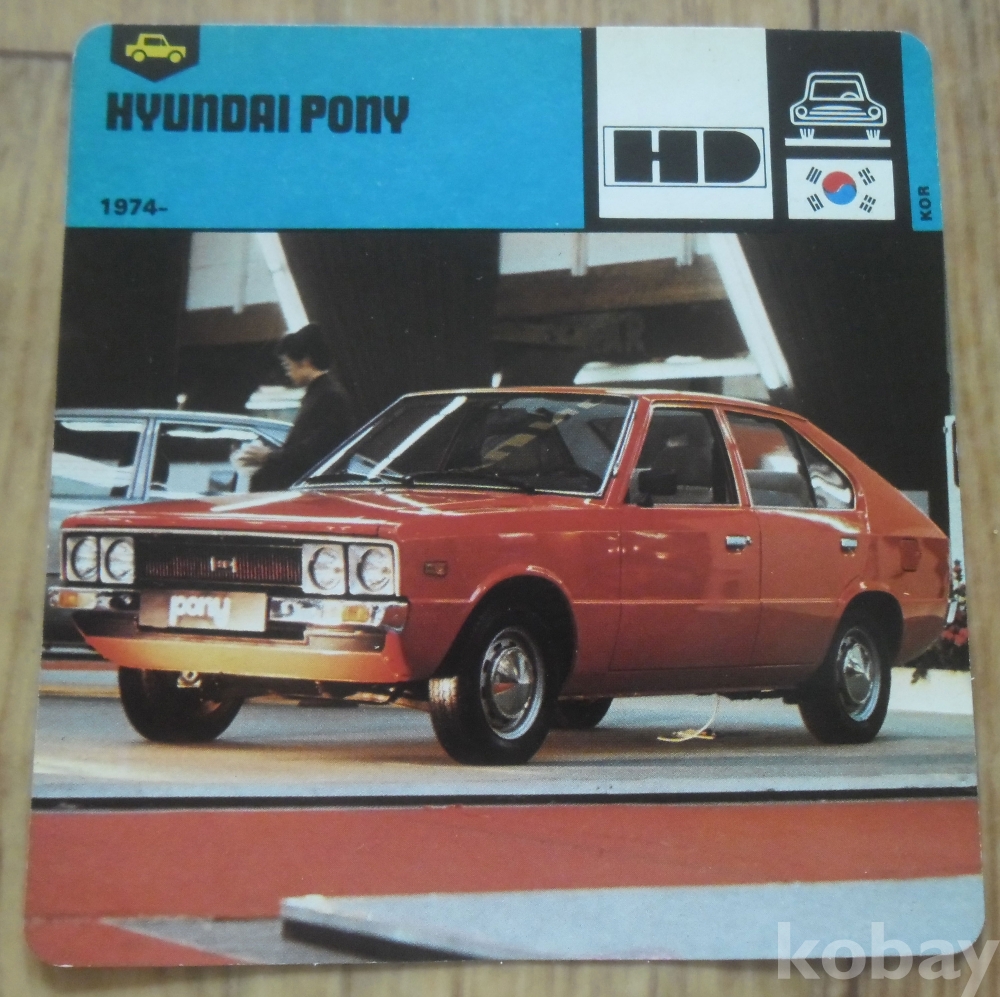 HYUNDAI PONY
1974-
HD
KOR
pony
kobay